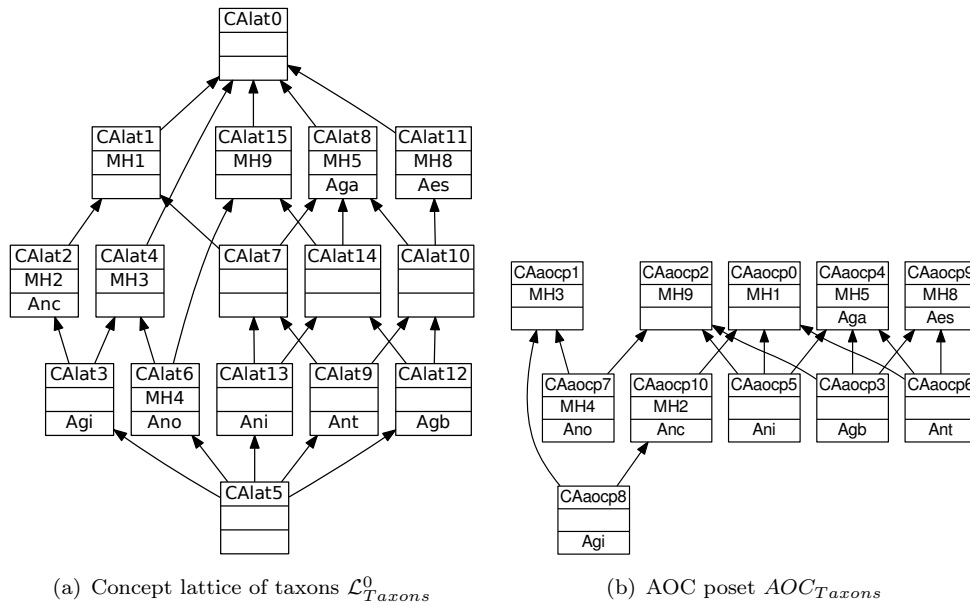 CAlat0
CAlat1
MH1
CAlat15
MH9
CAlat8
MH5
Aga
CAlat11
MH8
Aes
CAlat2
MH2
Anc
CAlat4
MH3
CAlat7
CAlat14
CAlat10
CAlat3
Agi
CAlat6
MH4
Ano
CAlat13
Ani
CAlat9
Ant
CAlat12
Agb
CAlat5
(a) Concept lattice of taxons L⁰Taxons
CAaocp1
MH3
CAaocp2
MH9
CAaocp0
MH1
CAaocp4
MH5
Aga
CAaocp9
MH8
Aes
CAaocp7
MH4
Ano
CAaocp10
MH2
Anc
CAaocp5
Ani
CAaocp3
Agb
CAaocp6
Ant
CAaocp8
Agi
(b) AOC poset AOCTaxons